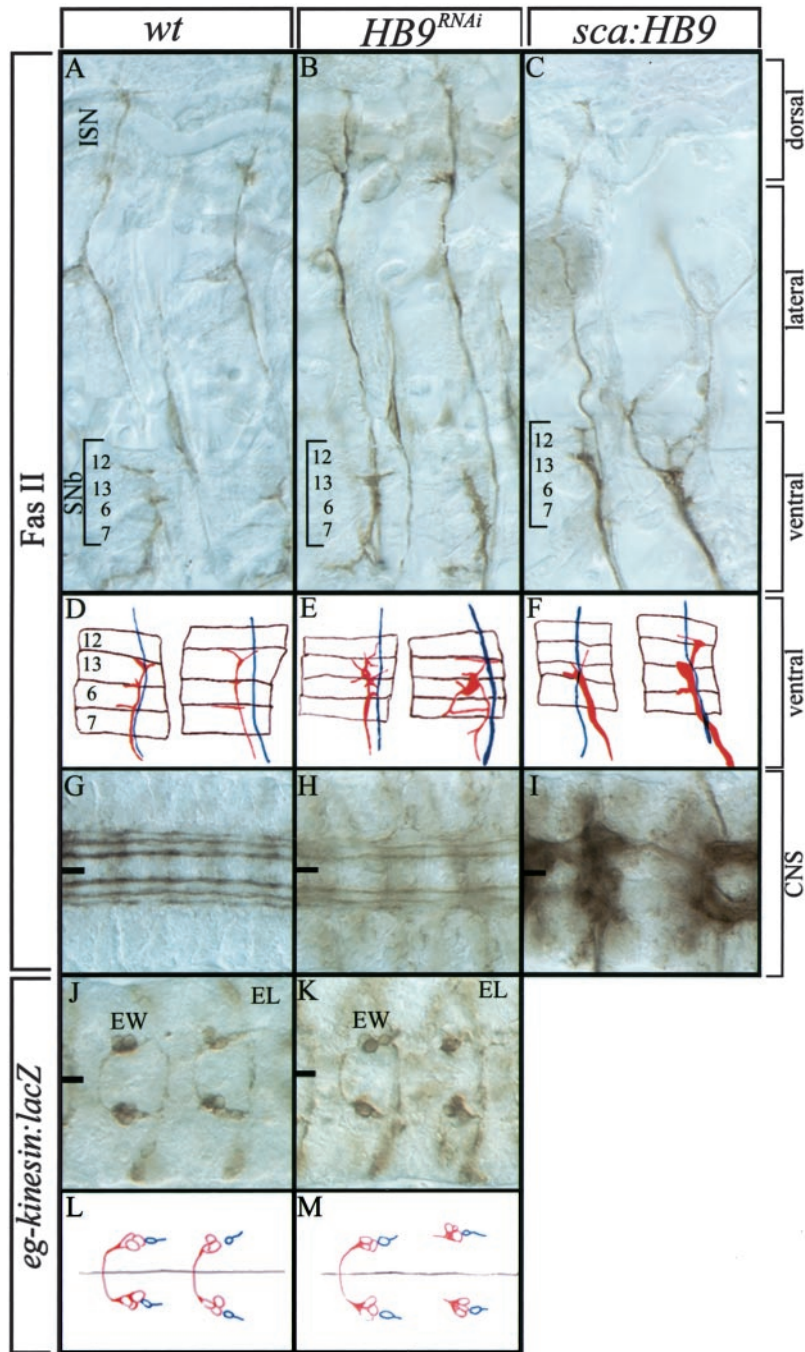 wt
HB9RNAi
sca:HB9
Fas II
A
B
C
ISN
SNb
12
13
6
7
12
13
6
7
12
13
6
7
dorsal
lateral
ventral
D
E
F
12
13
6
7
ventral
G
H
I
CNS
eg-kinesin:lacZ
J
EW
EL
K
EW
EL
L
M